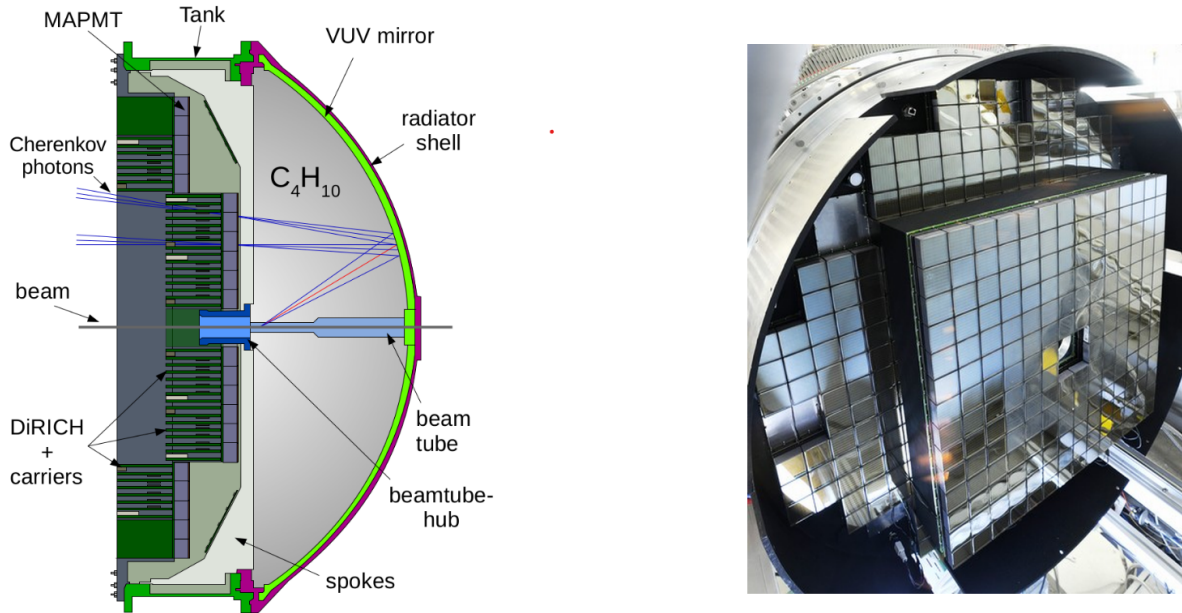 MAPMT
Tank
VUV mirror
radiator
shell
Cherenkov
photons
C₄H₁₀
beam
DiRICH
+
carriers
beam
tube
beamtube-
hub
spokes